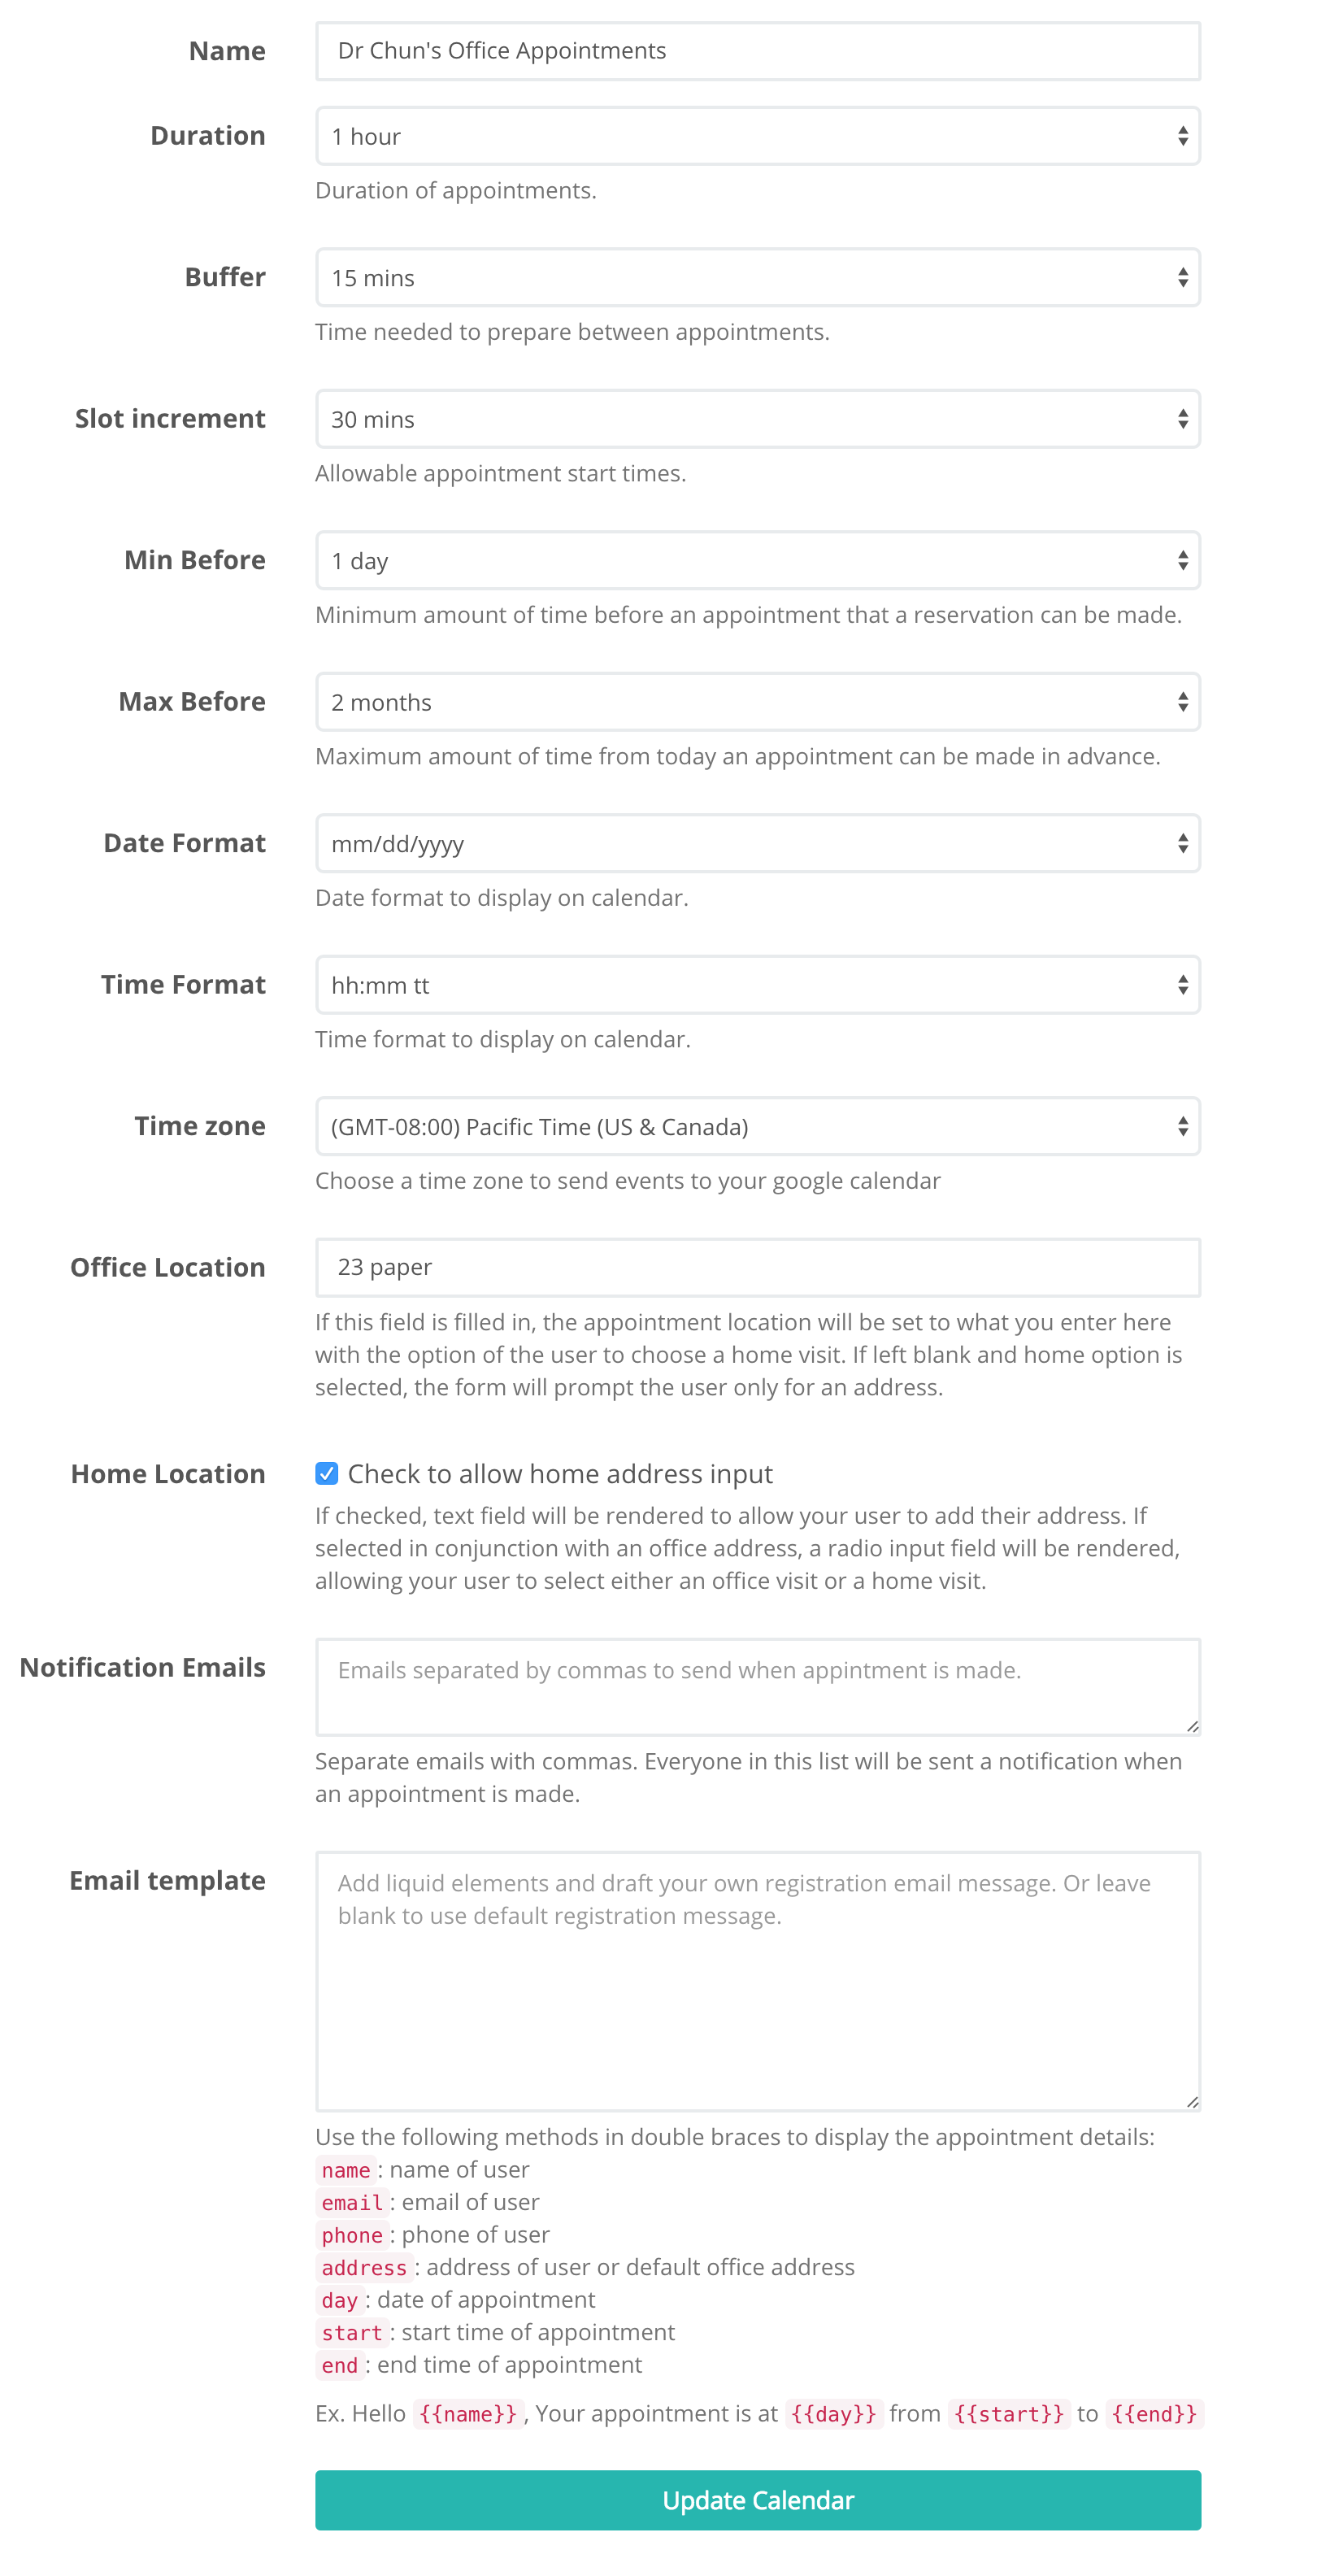 Name
Dr Chun's Office Appointments
Duration
1 hour
Duration of appointments.
Buffer
15 mins
Time needed to prepare between appointments.
Slot increment
30 mins
Allowable appointment start times.
Min Before
1 day
Minimum amount of time before an appointment that a reservation can be made.
Max Before
2 months
Maximum amount of time from today an appointment can be made in advance.
Date Format
mm/dd/yyyy
Date format to display on calendar.
Time Format
hh:mm tt
Time format to display on calendar.
Time zone
(GMT-08:00) Pacific Time (US & Canada)
Choose a time zone to send events to your google calendar
Office Location
23 paper
If this field is filled in, the appointment location will be set to what you enter here
with the option of the user to choose a home visit. If left blank and home option is
selected, the form will prompt the user only for an address.
Home Location
Check to allow home address input
If checked, text field will be rendered to allow your user to add their address. If
selected in conjunction with an office address, a radio input field will be rendered,
allowing your user to select either an office visit or a home visit.
Notification Emails
Emails separated by commas to send when appintment is made.
Separate emails with commas. Everyone in this list will be sent a notification when
an appointment is made.
Email template
Add liquid elements and draft your own registration email message. Or leave
blank to use default registration message.
Use the following methods in double braces to display the appointment details:
name : name of user
email : email of user
phone : phone of user
address : address of user or default office address
day : date of appointment
start : start time of appointment
end : end time of appointment
Ex. Hello {{name}} , Your appointment is at {{day}} from {{start}} to {{end}}
Update Calendar